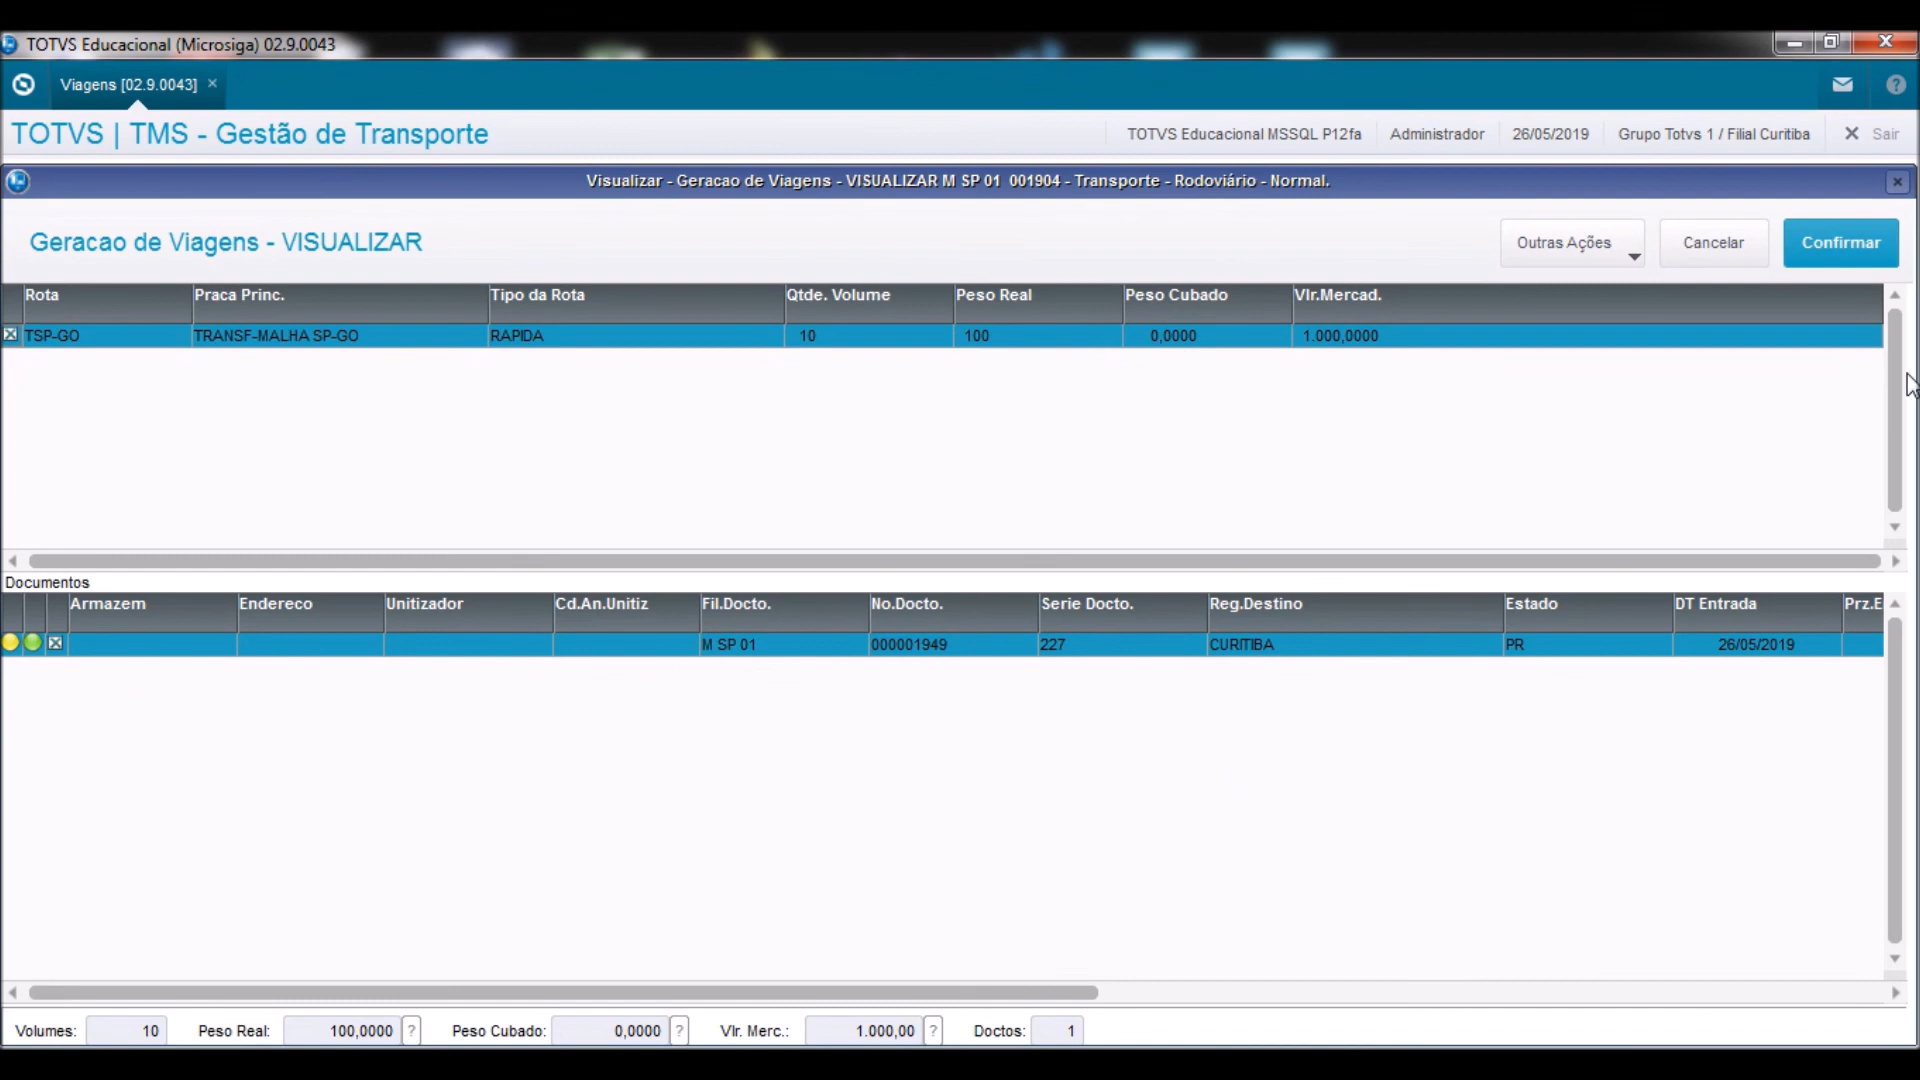 TOTVS Educacional (Microsiga) 02.9.0043
Viagens [02.9.0043]
TOTVS | TMS - Gestão de Transporte
TOTVS Educacional MSSQL P12fa Administrador 26/05/2019 Grupo Totvs 1 / Filial Curitiba Sair
Visualizar - Geracao de Viagens - VISUALIZAR M SP 01 001904 - Transporte - Rodoviário - Normal.
Geracao de Viagens - VISUALIZAR
Outras Ações Cancelar Confirmar
Rota Praca Princ. Tipo da Rota Qtde. Volume Peso Real Peso Cubado Vlr.Mercad.
TSP-GO TRANSF-MALHA SP-GO RAPIDA 10 100 0,0000 1.000,0000
Documentos
Armazem Endereco Unitizador Cd.An.Unitiz Fil.Docto. No.Docto. Serie Docto. Reg.Destino Estado DT Entrada Prz.E
M SP 01 000001949 227 CURITIBA PR 26/05/2019
Volumes: 10 Peso Real: 100,0000 ? Peso Cubado: 0,0000 ? Vlr. Merc.: 1.000,00 ? Doctos: 1